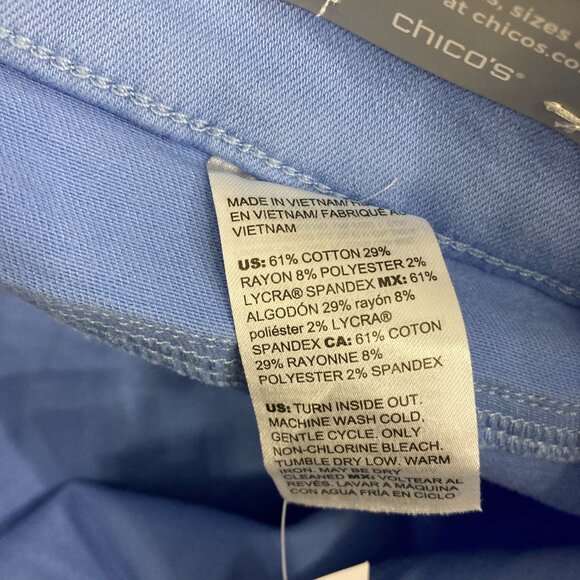 sizes
at chicos.co
chico's®
MADE IN VIETNAM/
EN VIETNAM/ FABRIQUÉ AU
VIETNAM
US: 61% COTTON 29%
RAYON 8% POLYESTER 2%
LYCRA® SPANDEX MX: 61%
ALGODÓN 29% rayón 8%
poliéster 2% LYCRA®
SPANDEX CA: 61% COTON
29% RAYONNE 8%
POLYESTER 2% SPANDEX
US: TURN INSIDE OUT.
MACHINE WASH COLD,
GENTLE CYCLE. ONLY
NON-CHLORINE BLEACH.
TUMBLE DRY LOW. WARM
IRON. MAY BE DRY
CLEANED MX: VOLTEAR AL
REVÉS. LAVAR A MÁQUINA
CON AGUA FRÍA EN CICLO